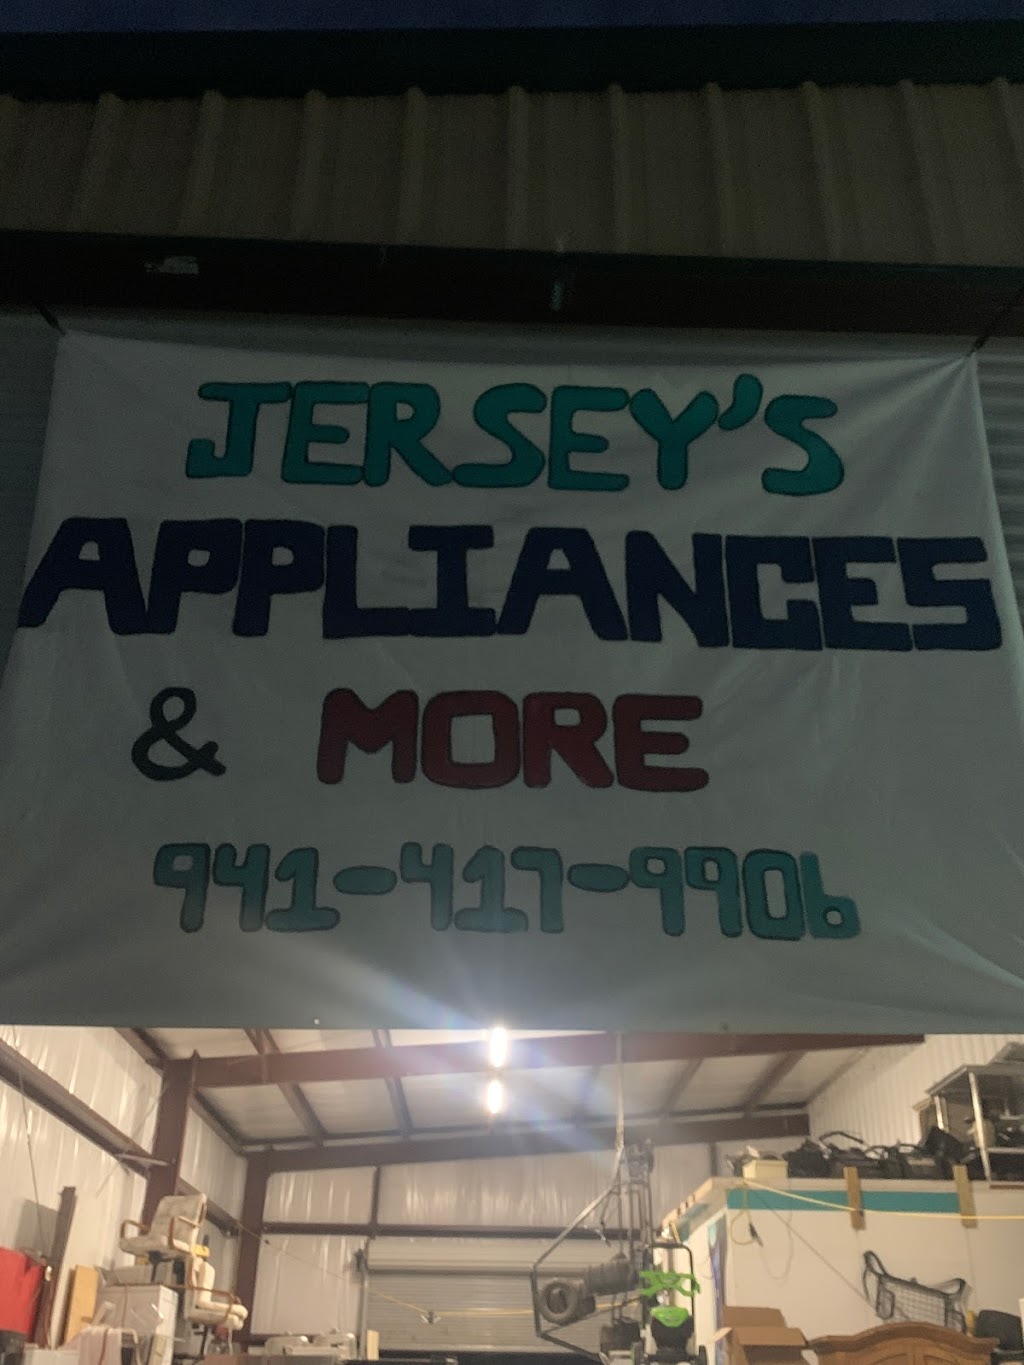 JERSEY'S
APPLIANCES
& MORE
941-417-9906